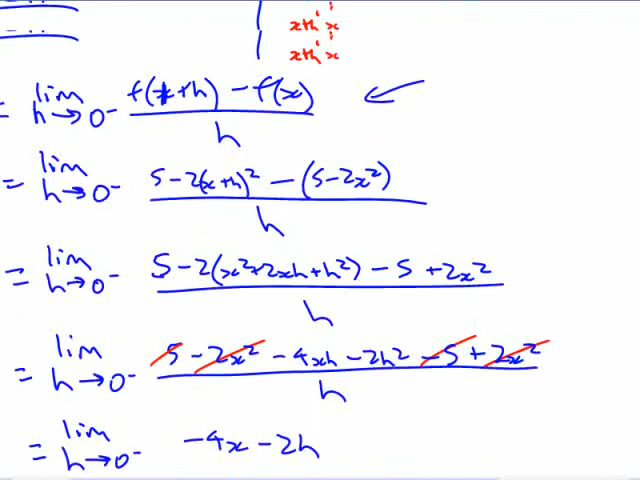 x+h x
x+h x
= lim h→0⁻ f(x+h) − f(x) / h
= lim h→0⁻ 5−2(x+h)² − (5−2x²) / h
= lim h→0⁻ 5−2(x²+2xh+h²) − 5 + 2x² / h
= lim h→0⁻ 5 − 2x² − 4xh − 2h² − 5 + 2x² / h
= lim h→0⁻ −4x − 2h